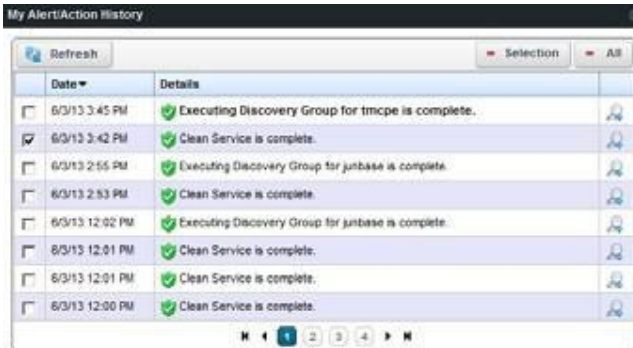 My Alert/Action History
Refresh
Selection
All
Date
Details
6/3/13 3:45 PM Executing Discovery Group for tmcpe is complete.
6/3/13 3:42 PM Clean Service is complete.
6/3/13 2:55 PM Executing Discovery Group for junbase is complete.
6/3/13 2:53 PM Clean Service is complete.
6/3/13 12:02 PM Executing Discovery Group for junbase is complete.
6/3/13 12:01 PM Clean Service is complete.
6/3/13 12:01 PM Clean Service is complete.
6/3/13 12:00 PM Clean Service is complete.
1 2 3 4